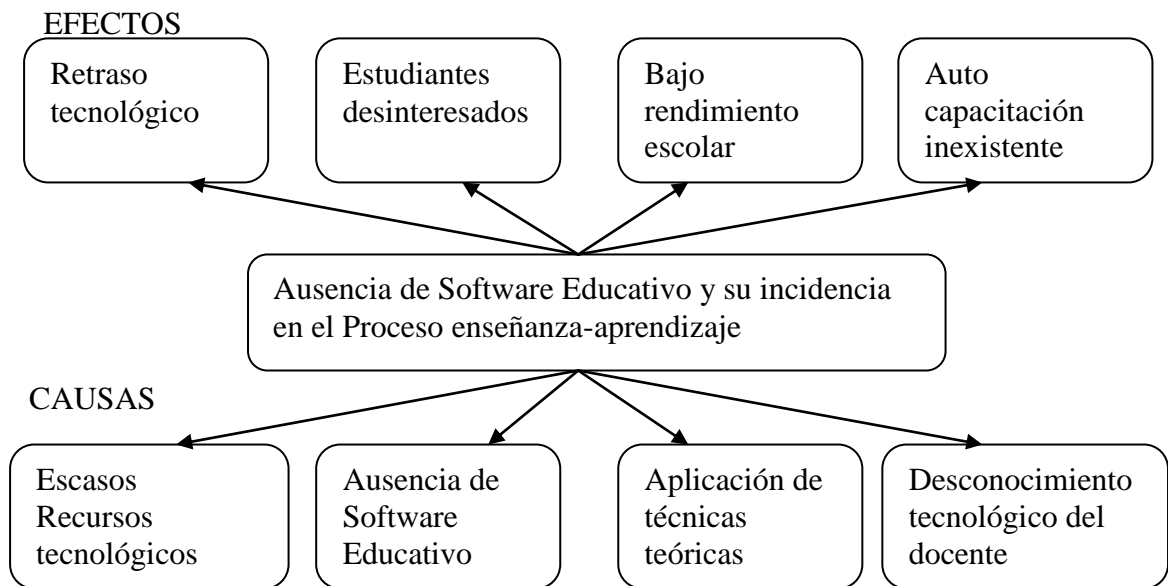 EFECTOS
Retraso
tecnológico
Estudiantes
desinteresados
Bajo
rendimiento
escolar
Auto
capacitación
inexistente
Ausencia de Software Educativo y su incidencia
en el Proceso enseñanza-aprendizaje
CAUSAS
Escasos
Recursos
tecnológicos
Ausencia de
Software
Educativo
Aplicación de
técnicas
teóricas
Desconocimiento
tecnológico del
docente